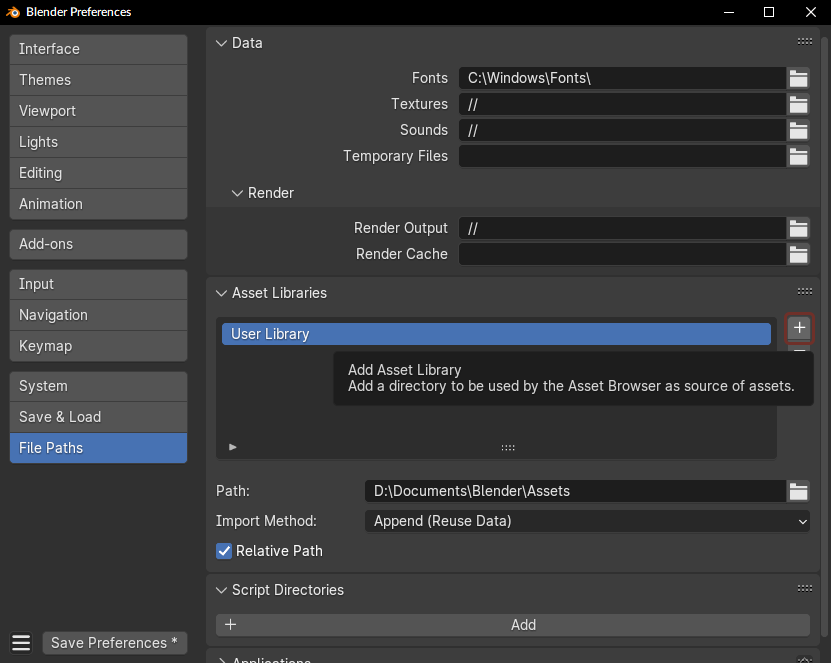 Blender Preferences
Interface
Themes
Viewport
Lights
Editing
Animation
Add-ons
Input
Navigation
Keymap
System
Save & Load
File Paths
Save Preferences *
Data
Fonts C:\Windows\Fonts\
Textures //
Sounds //
Temporary Files
Render
Render Output //
Render Cache
Asset Libraries
User Library
Add Asset Library
Add a directory to be used by the Asset Browser as source of assets.
Path: D:\Documents\Blender\Assets
Import Method: Append (Reuse Data)
Relative Path
Script Directories
Add
Applications